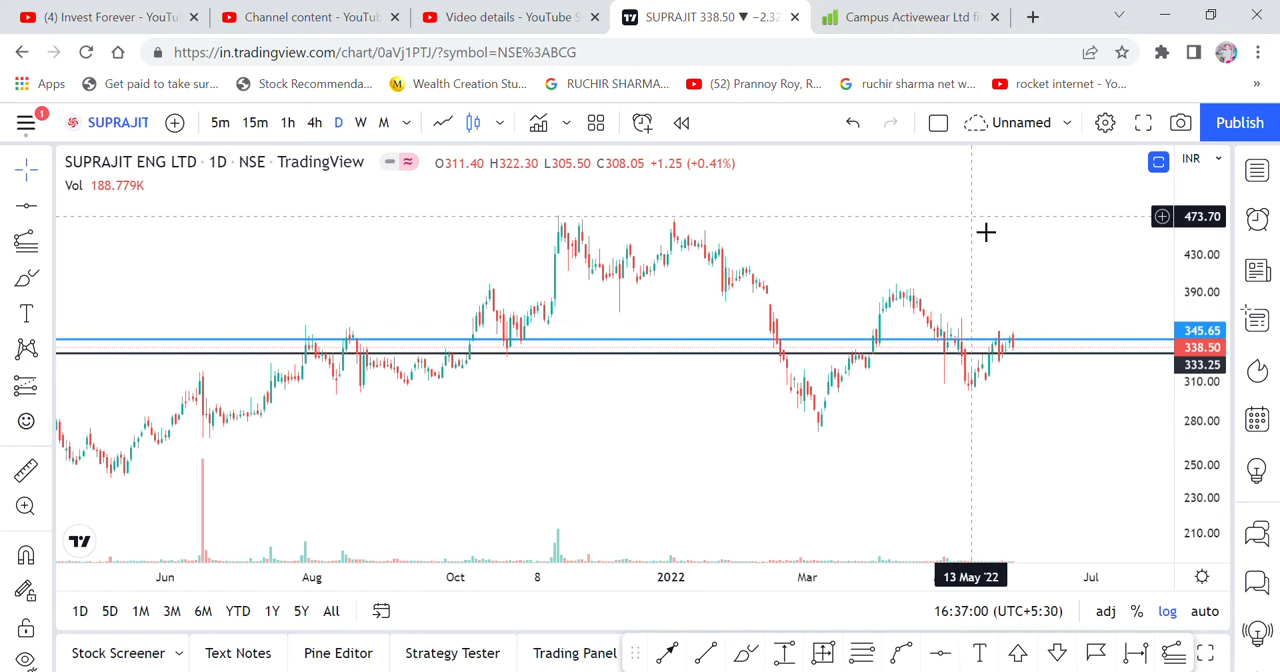 (4) Invest Forever - YouTu
Channel content - YouTub
Video details - YouTube S
SUPRAJIT 338.50 ▼ −2.32
Campus Activewear Ltd fi
https://in.tradingview.com/chart/0aVj1PTJ/?symbol=NSE%3ABCG
Apps
Get paid to take sur...
Stock Recommenda...
Wealth Creation Stu...
RUCHIR SHARMA...
(52) Prannoy Roy, R...
ruchir sharma net w...
rocket internet - Yo...
»
1
SUPRAJIT
5m 15m 1h 4h D W M
Unnamed
Publish
SUPRAJIT ENG LTD · 1D · NSE · TradingView
O311.40 H322.30 L305.50 C308.05 +1.25 (+0.41%)
INR
Vol 188.779K
473.70
430.00
390.00
345.65
338.50
333.25
310.00
280.00
250.00
230.00
210.00
Jun Aug Oct 8 2022 Mar 13 May '22 Jul
1D 5D 1M 3M 6M YTD 1Y 5Y All
16:37:00 (UTC+5:30)
adj % log auto
Stock Screener
Text Notes
Pine Editor
Strategy Tester
Trading Panel